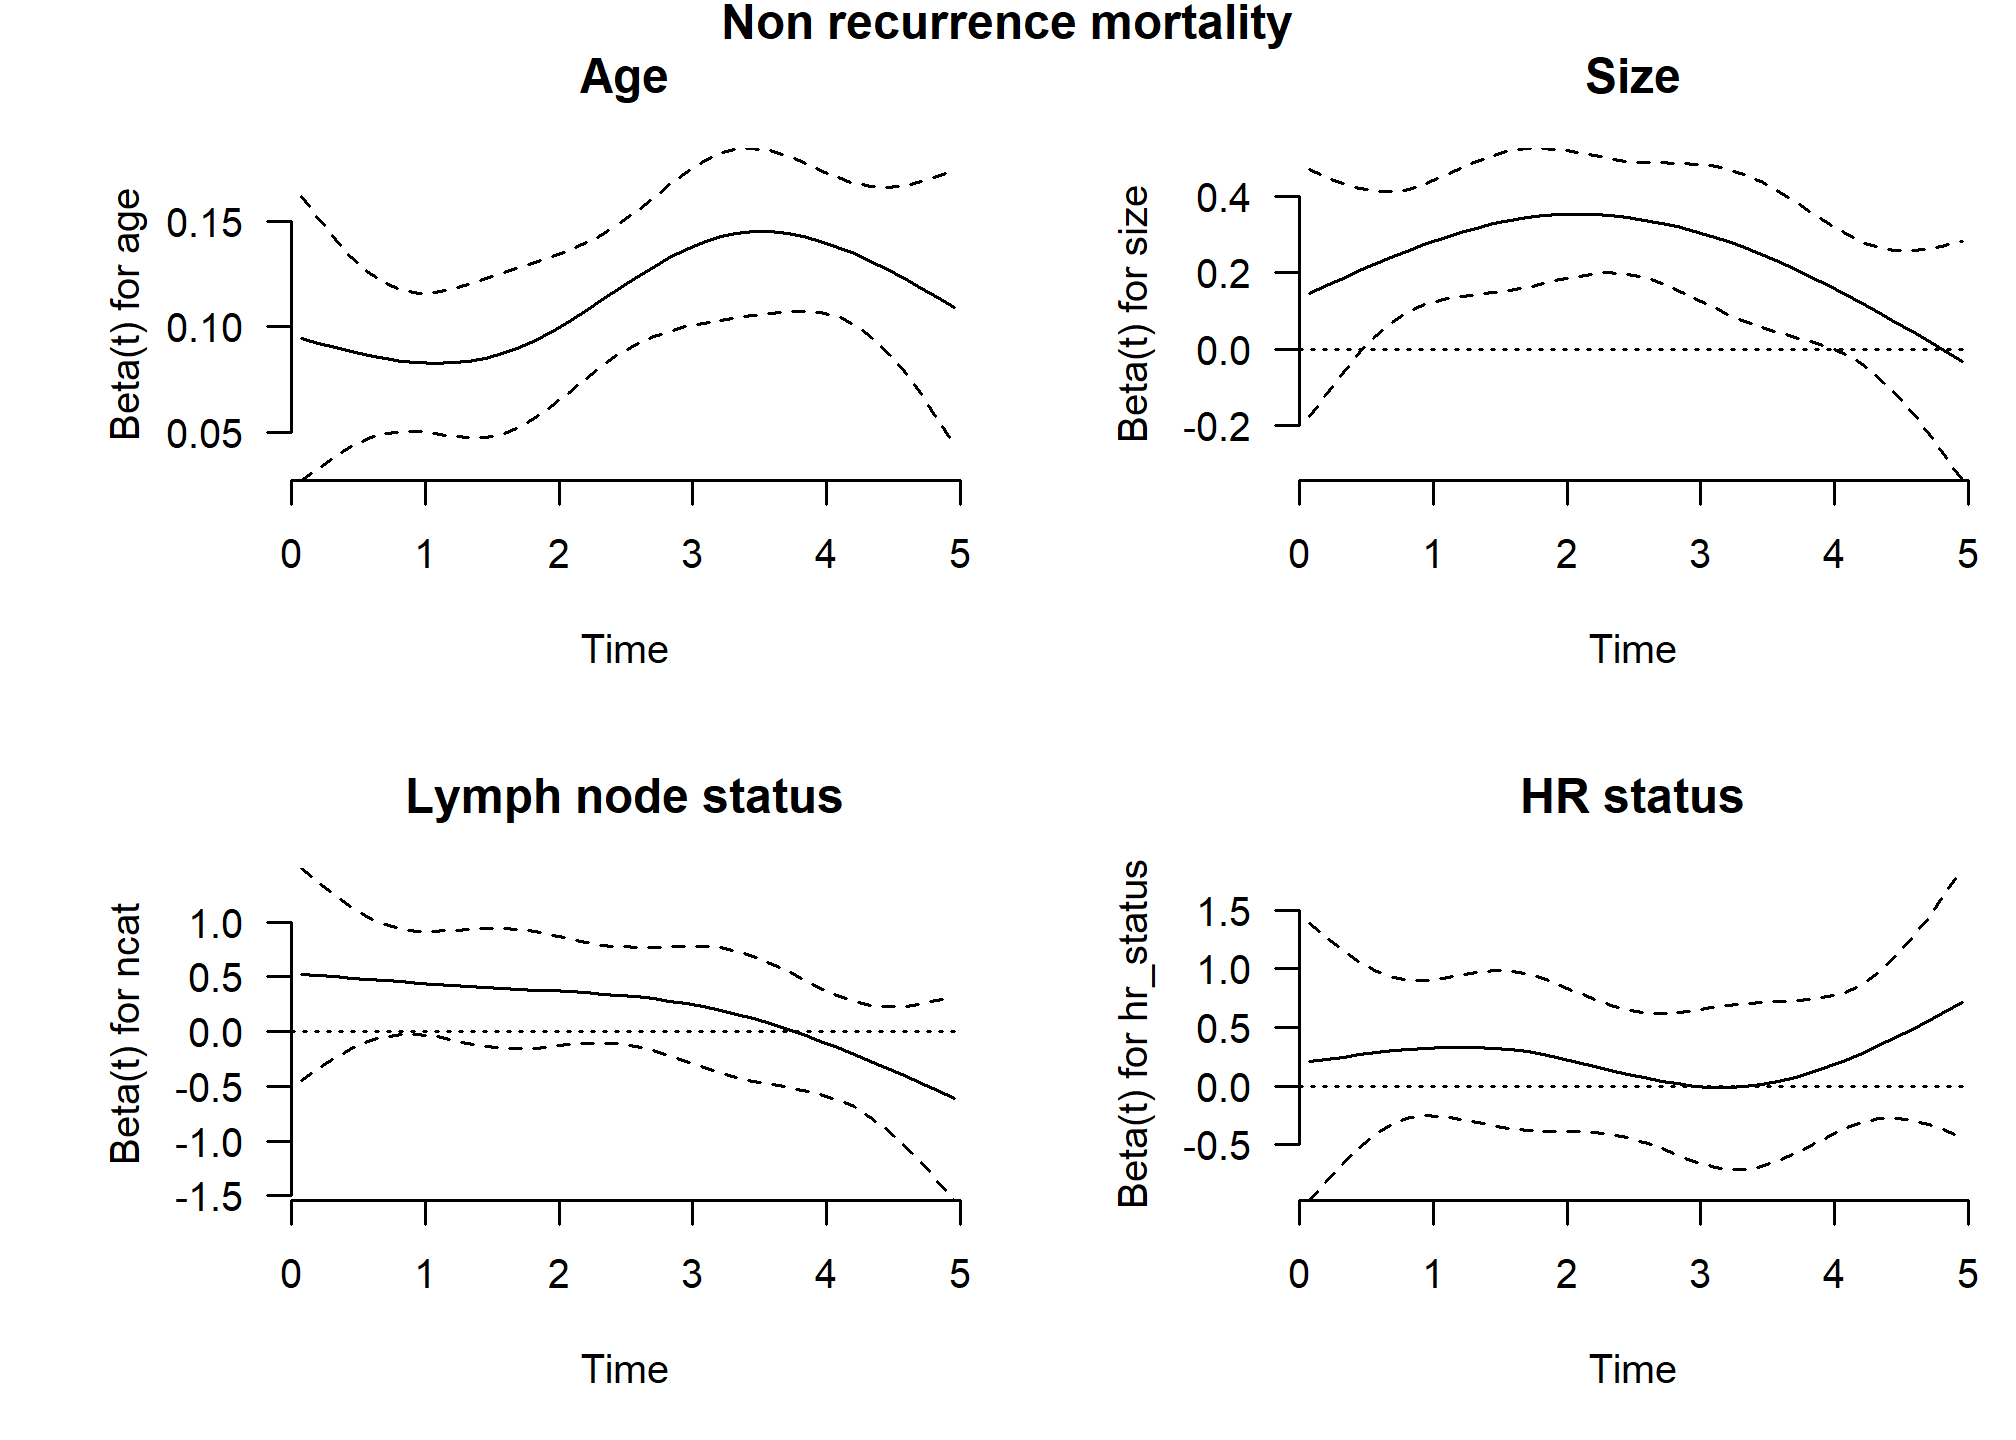 Non recurrence mortality
Age
Beta(t) for age
0.15
0.10
0.05
0 1 2 3 4 5
Time
Size
Beta(t) for size
0.4
0.2
0.0
-0.2
0 1 2 3 4 5
Time
Lymph node status
Beta(t) for ncat
1.0
0.5
0.0
-0.5
-1.0
-1.5
0 1 2 3 4 5
Time
HR status
Beta(t) for hr_status
1.5
1.0
0.5
0.0
-0.5
0 1 2 3 4 5
Time